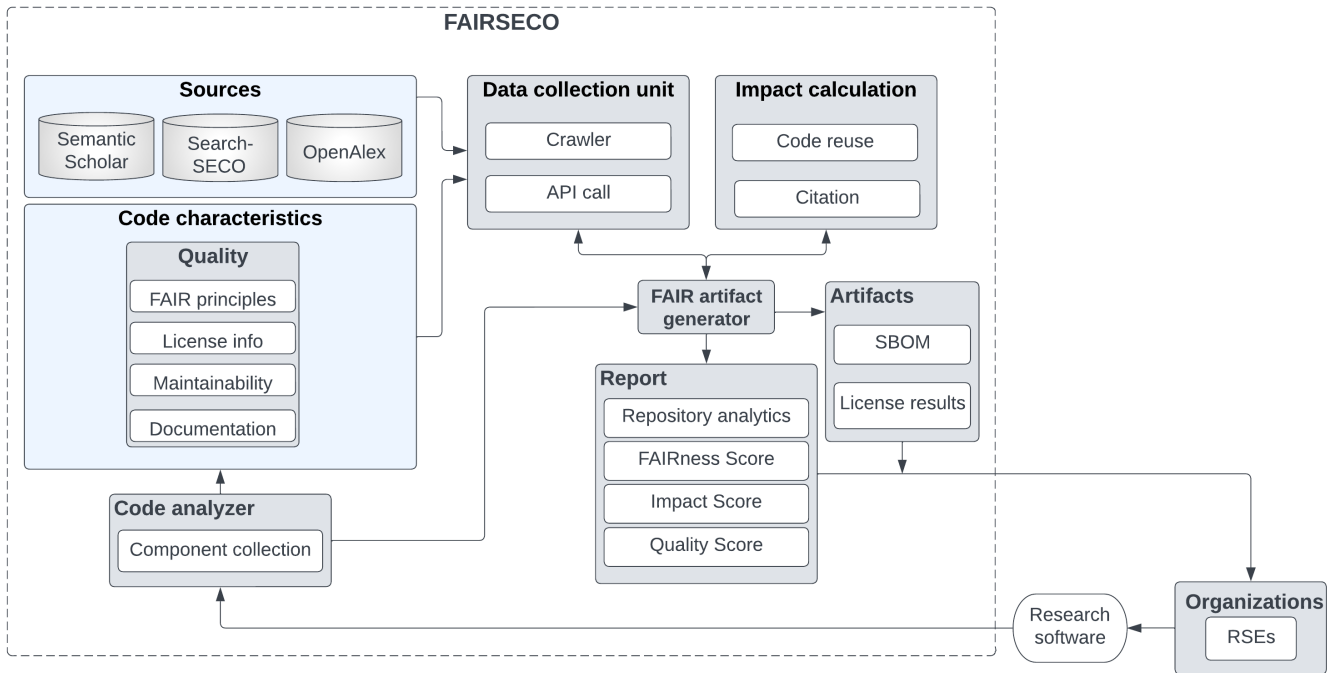 FAIRSECO
Sources
Semantic
Scholar
Search-
SECO
OpenAlex
Data collection unit
Crawler
API call
Impact calculation
Code reuse
Citation
Code characteristics
Quality
FAIR principles
License info
Maintainability
Documentation
FAIR artifact
generator
Artifacts
SBOM
License results
Report
Repository analytics
FAIRness Score
Impact Score
Quality Score
Code analyzer
Component collection
Research
software
Organizations
RSEs